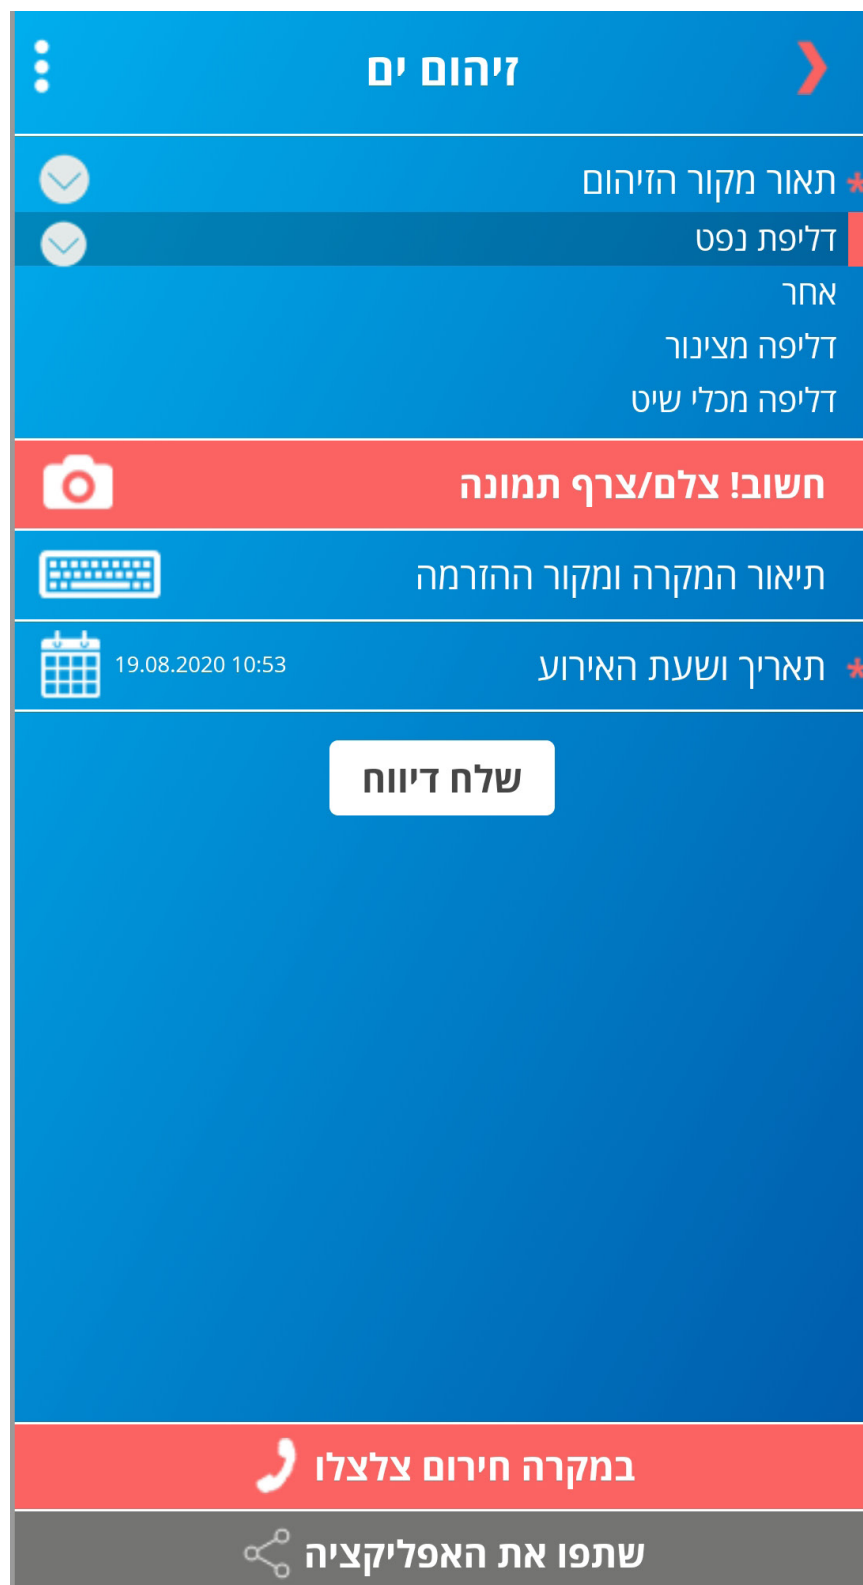 זיהום ים
תאור מקור הזיהום *
דליפת נפט
אחר
דליפה מצינור
דליפה מכלי שיט
חשוב! צלם/צרף תמונה
תיאור המקרה ומקור ההזרמה
תאריך ושעת האירוע * 19.08.2020 10:53
שלח דיווח
במקרה חירום צלצלו
שתפו את האפליקציה